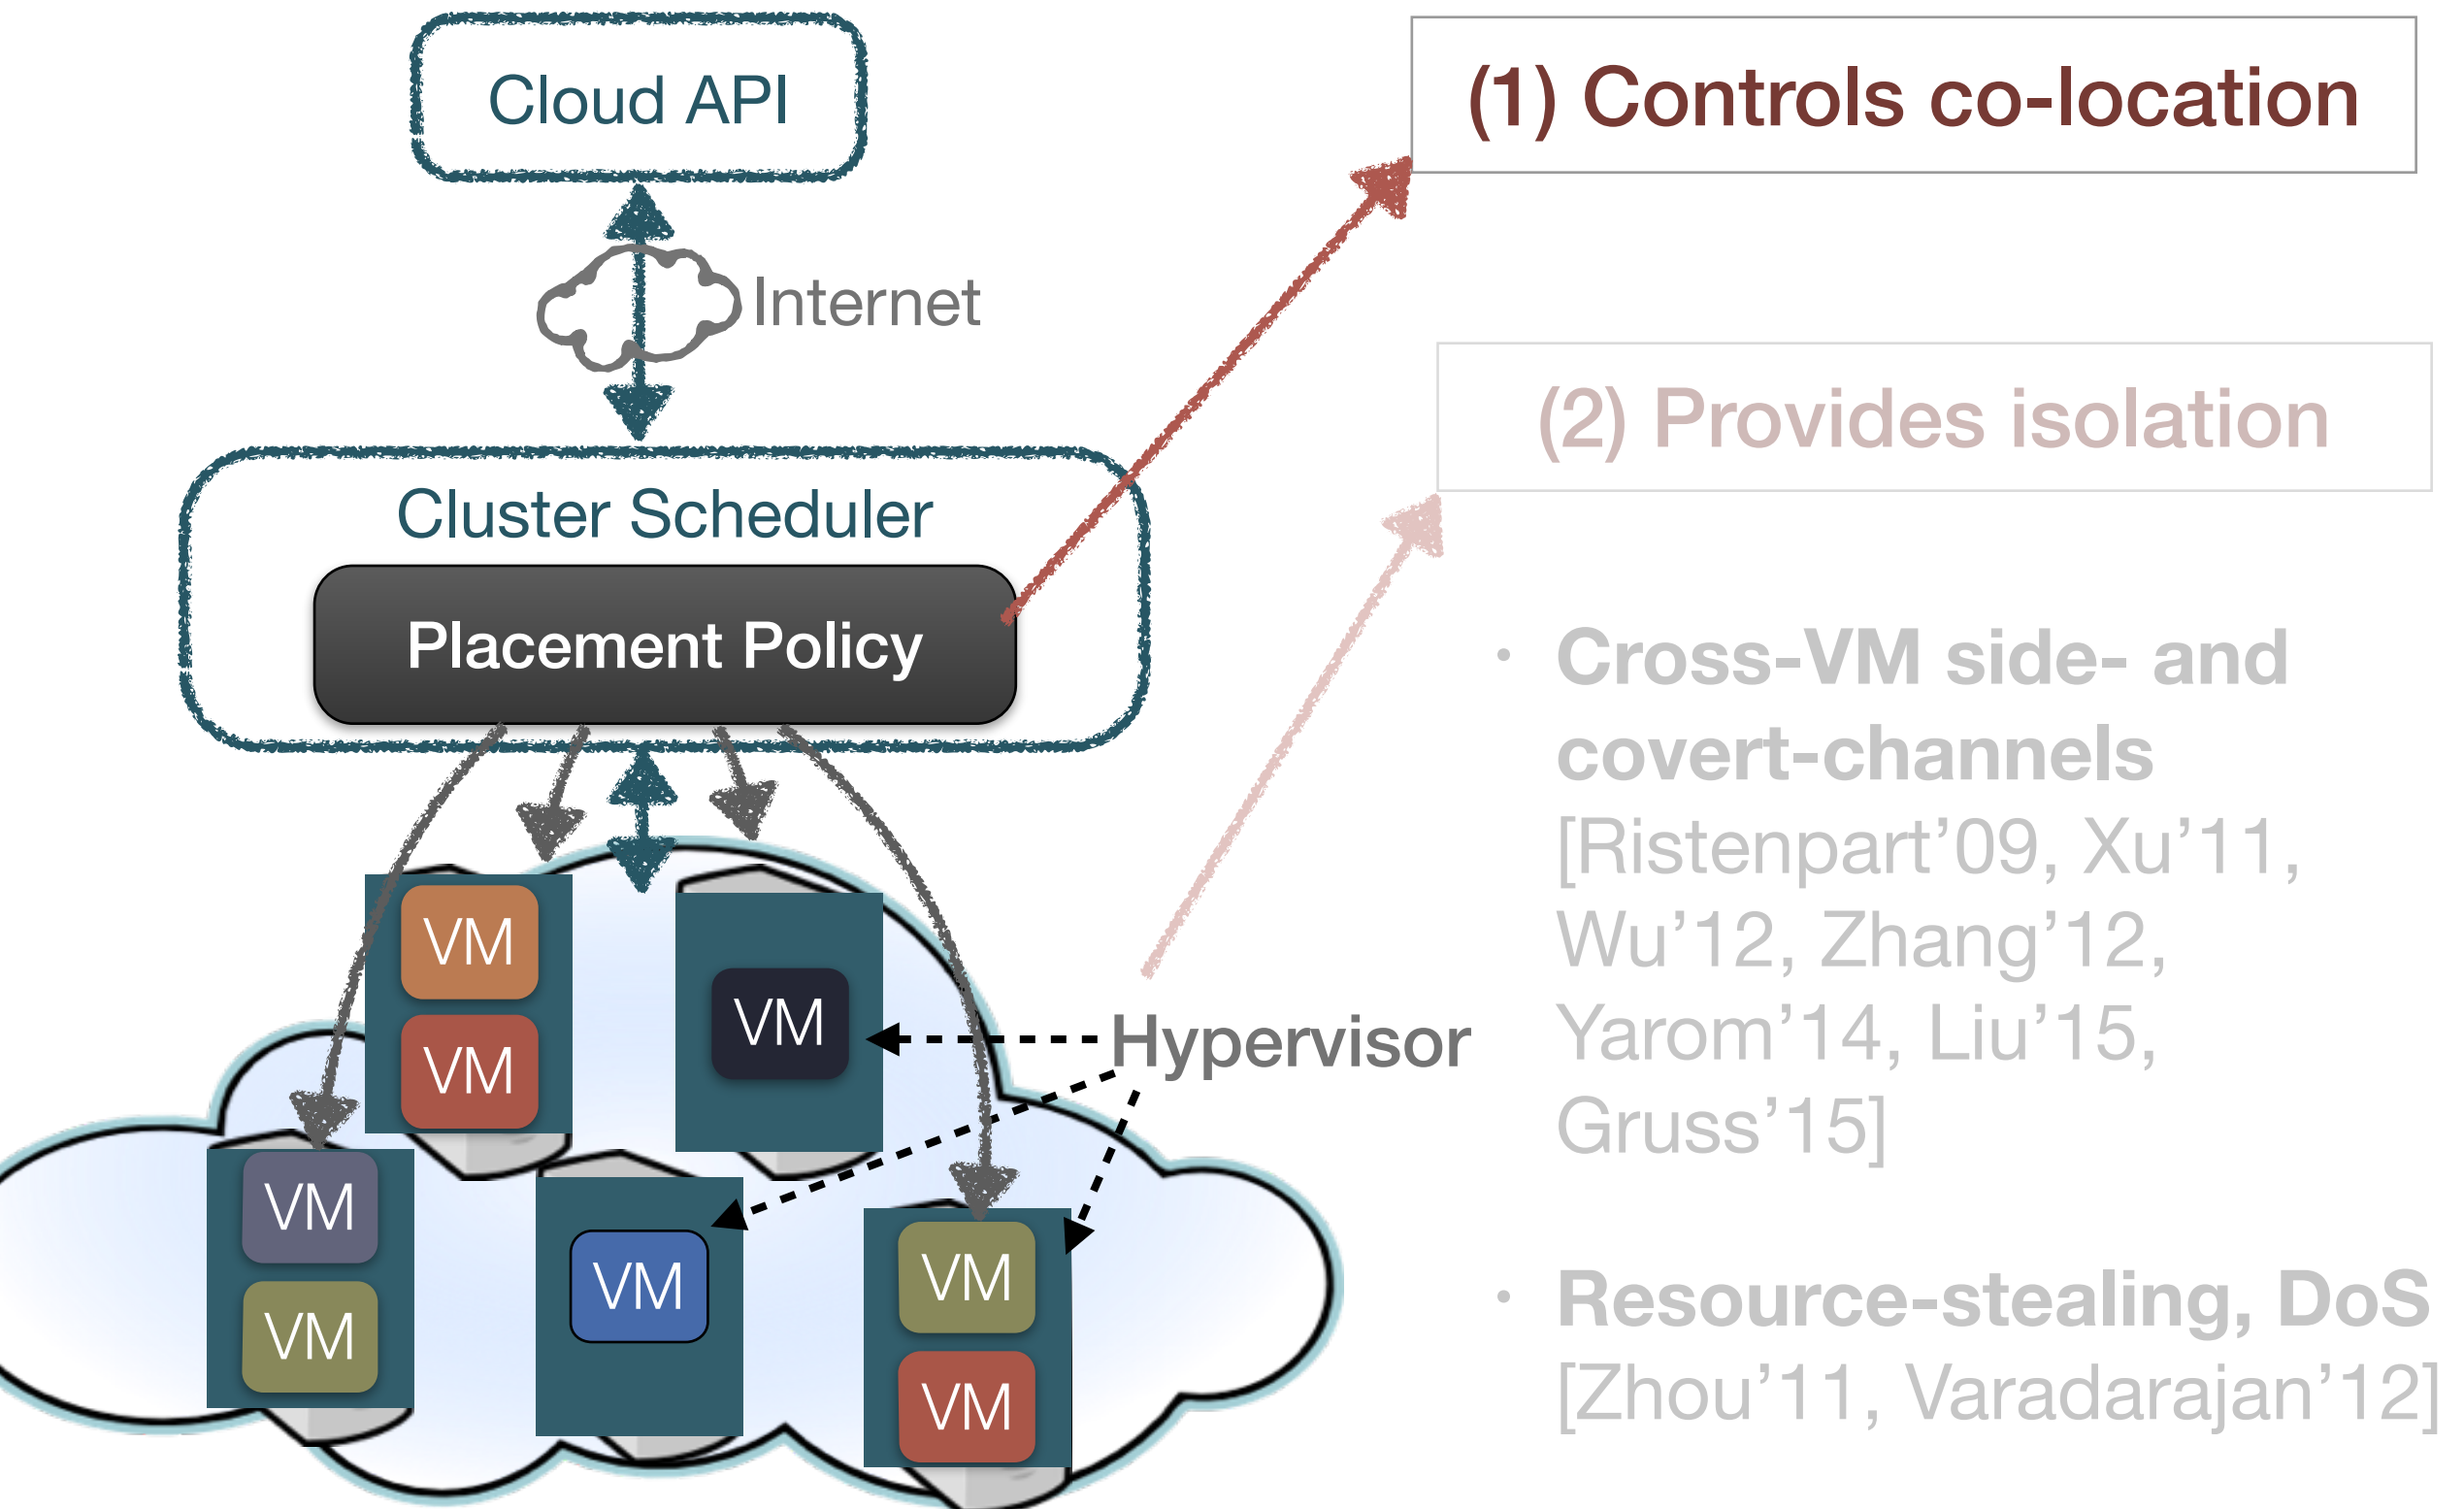 Cloud API
Internet
Cluster Scheduler
Placement Policy
VM
VM
VM
VM
VM
VM
VM
VM
Hypervisor
(1) Controls co-location
(2) Provides isolation
• Cross-VM side- and
covert-channels
[Ristenpart’09, Xu’11,
Wu’12, Zhang’12,
Yarom’14, Liu’15,
Gruss’15]
• Resource-stealing, DoS
[Zhou’11, Varadarajan’12]